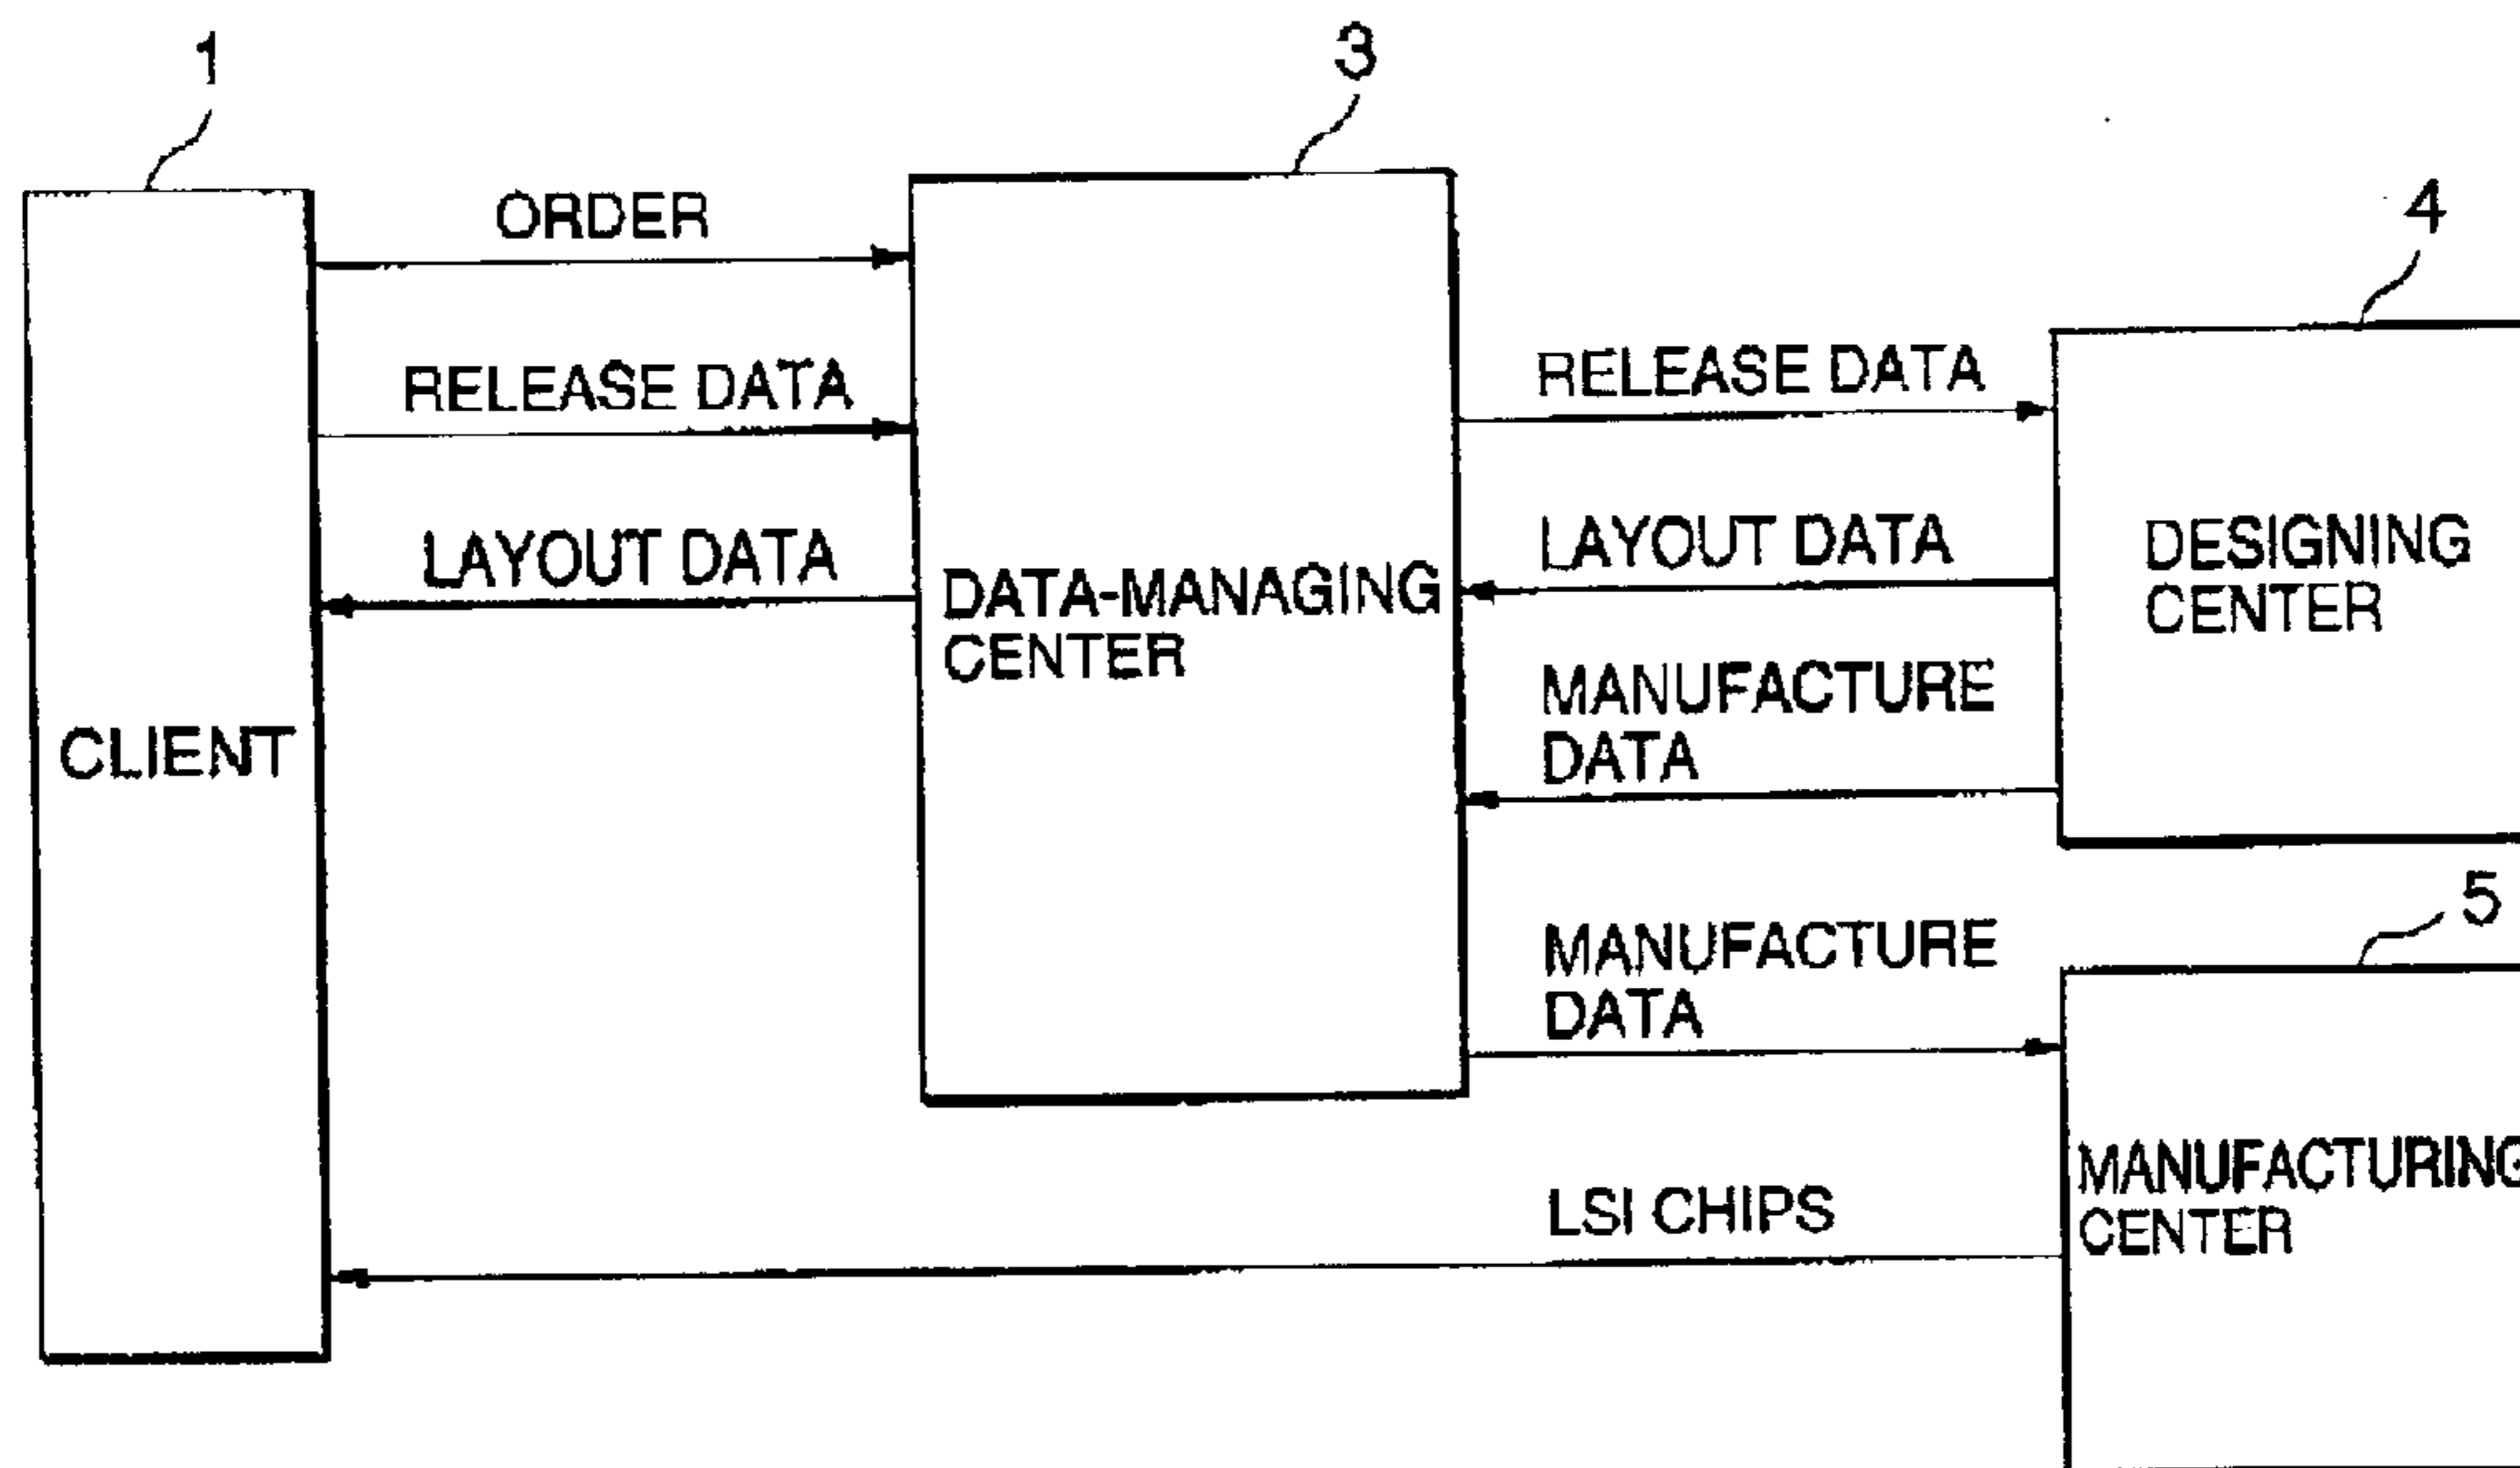 1
3
4
ORDER
RELEASE DATA
LAYOUT DATA
CLIENT
DATA-MANAGING
CENTER
RELEASE DATA
LAYOUT DATA
MANUFACTURE
DATA
DESIGNING
CENTER
5
MANUFACTURE
DATA
LSI CHIPS
MANUFACTURING
CENTER